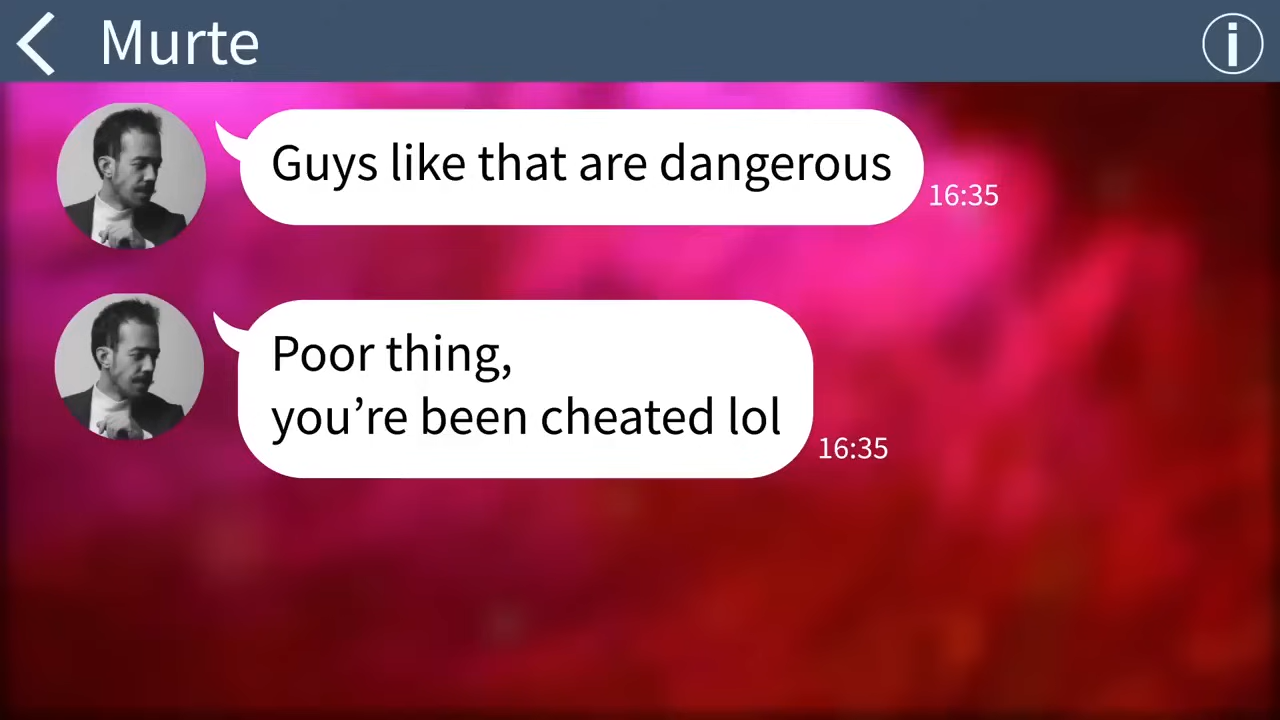 Murte
Guys like that are dangerous
16:35
Poor thing,
you’re been cheated lol
16:35